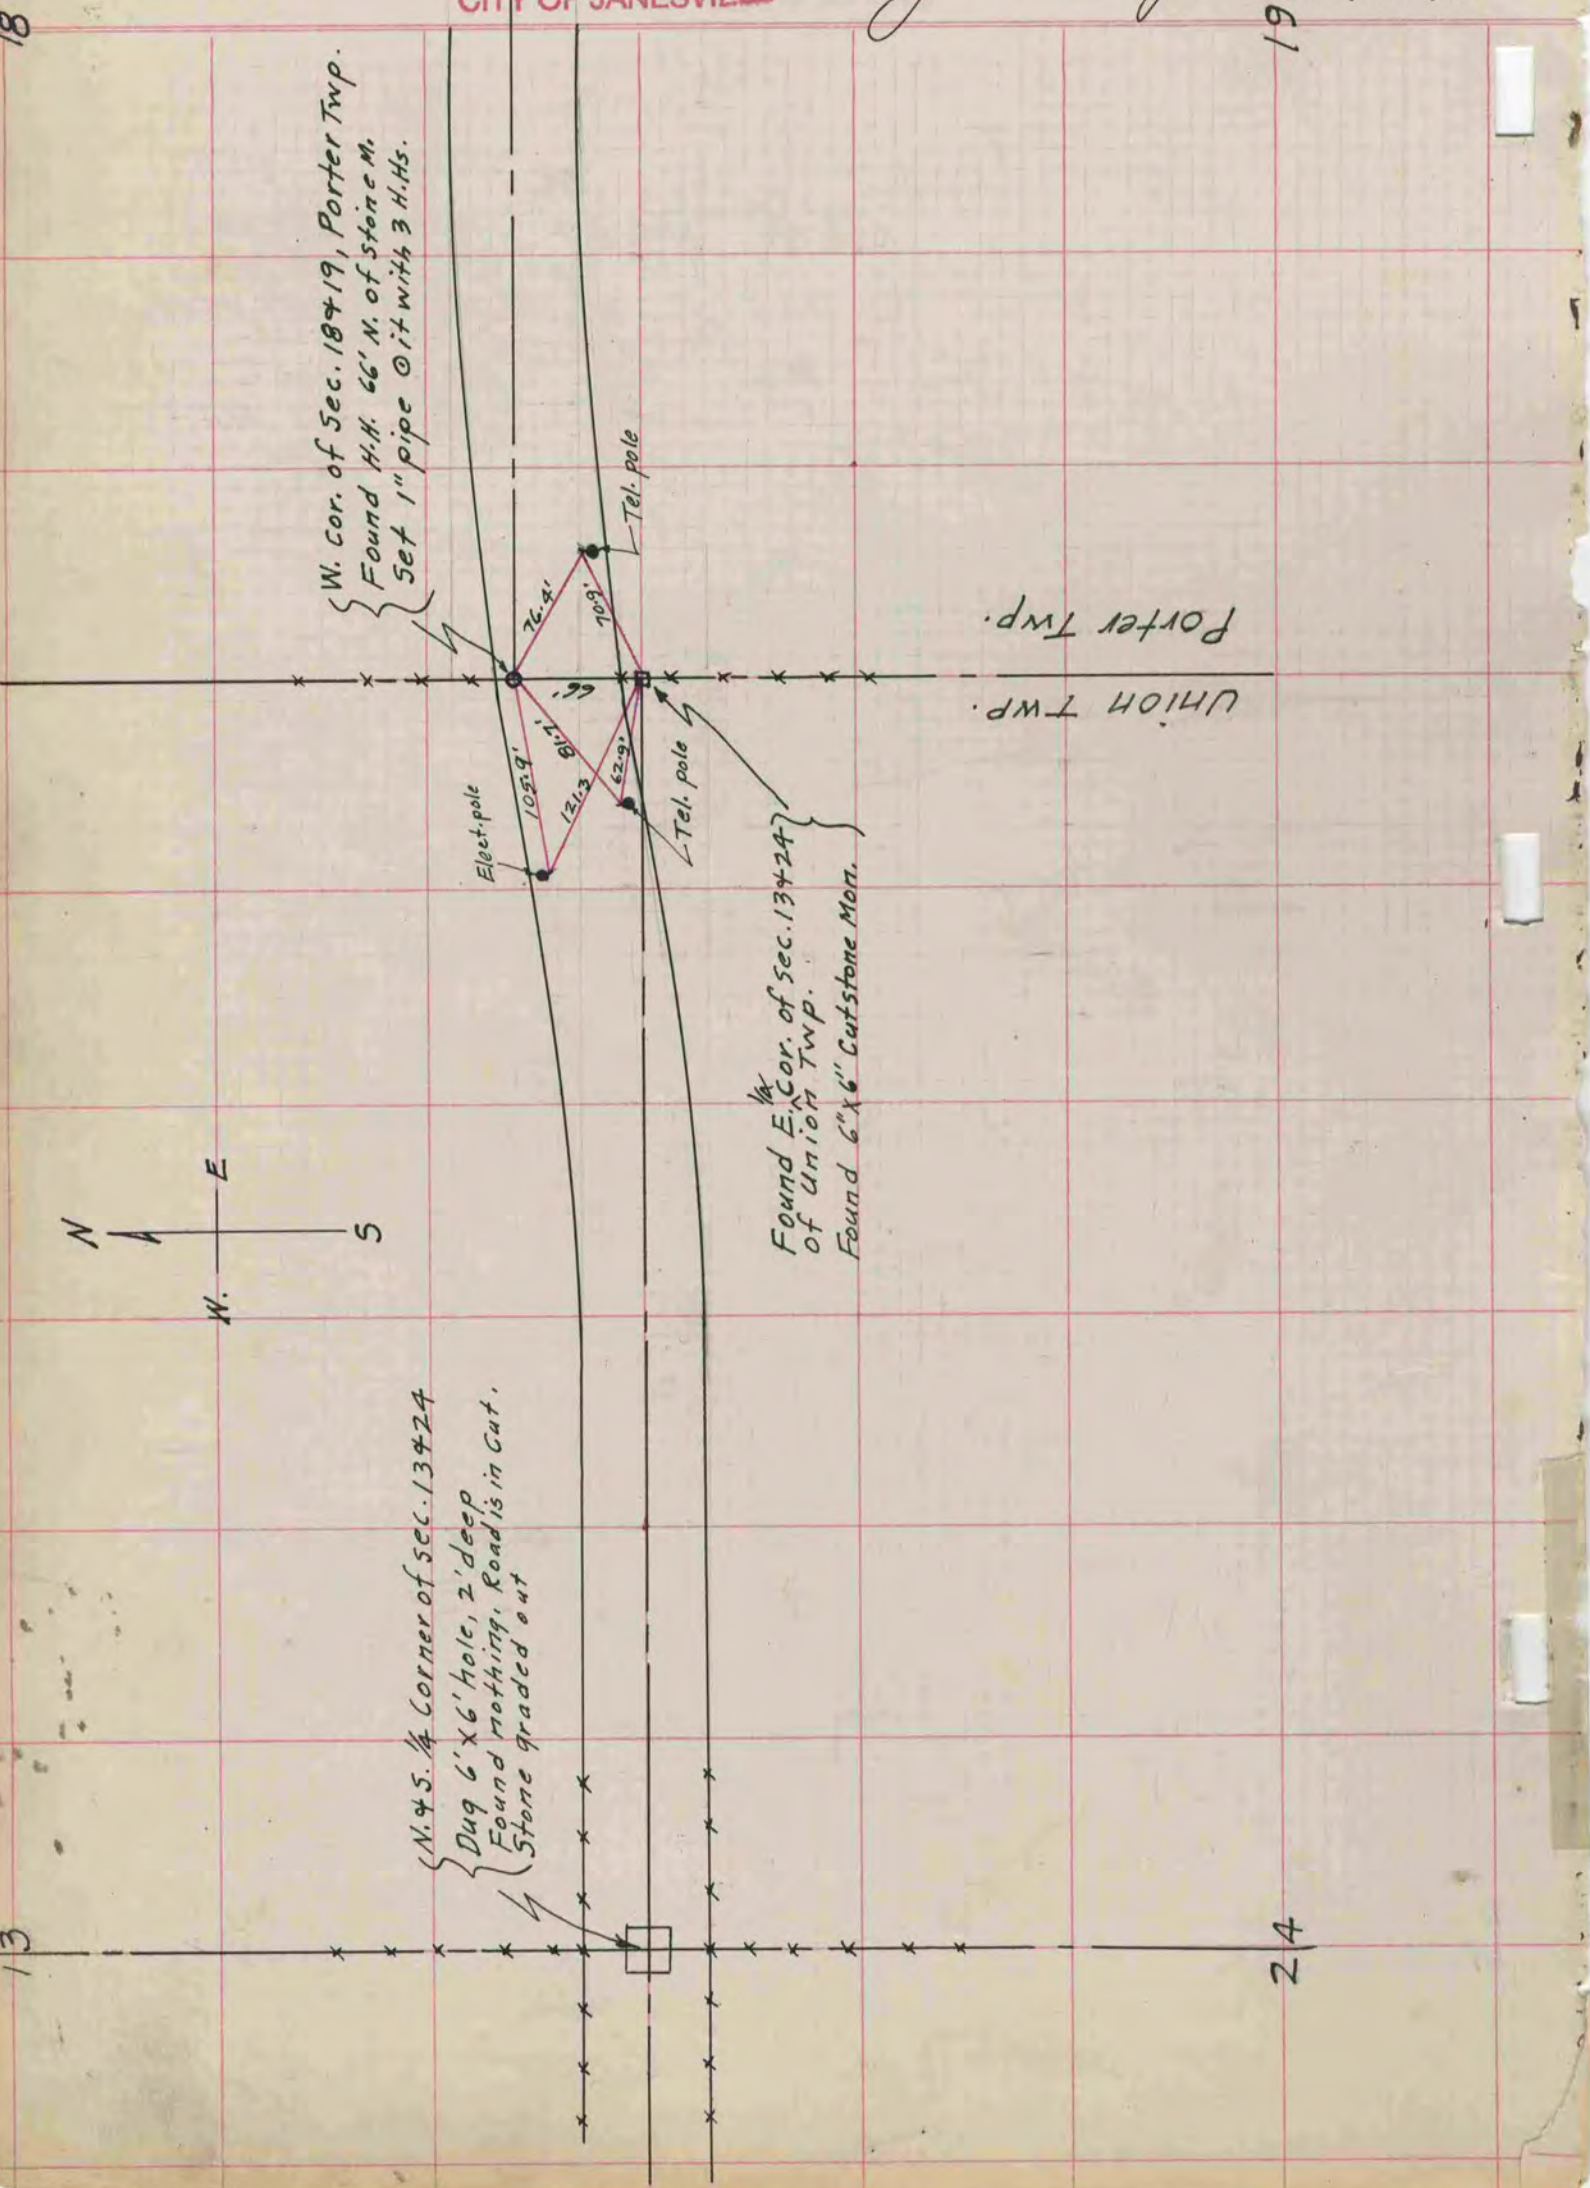 CITY OF JANESVILLE
18
19
13
24
{W. Cor. of Sec. 18+19, Porter Twp.
Found H.H. 66' N. of stone M.
Set 1" pipe @ it with 3 H.Hs.
76.4'
70.9'
Tel. pole
66'
105.9'
81.7'
121.3
62.9'
Elect. pole
Tel. pole
Porter Twp.
Union Twp.
Found E. 1/4 Cor. of Sec. 13+24
of Union Twp.
Found 6"x6" Cut stone Mon.
N
W. E
S
N.+S. 1/4 Corner of sec. 13+24
Dug 6'x6' hole, 2' deep
Found nothing. Road is in Cut.
Stone graded out